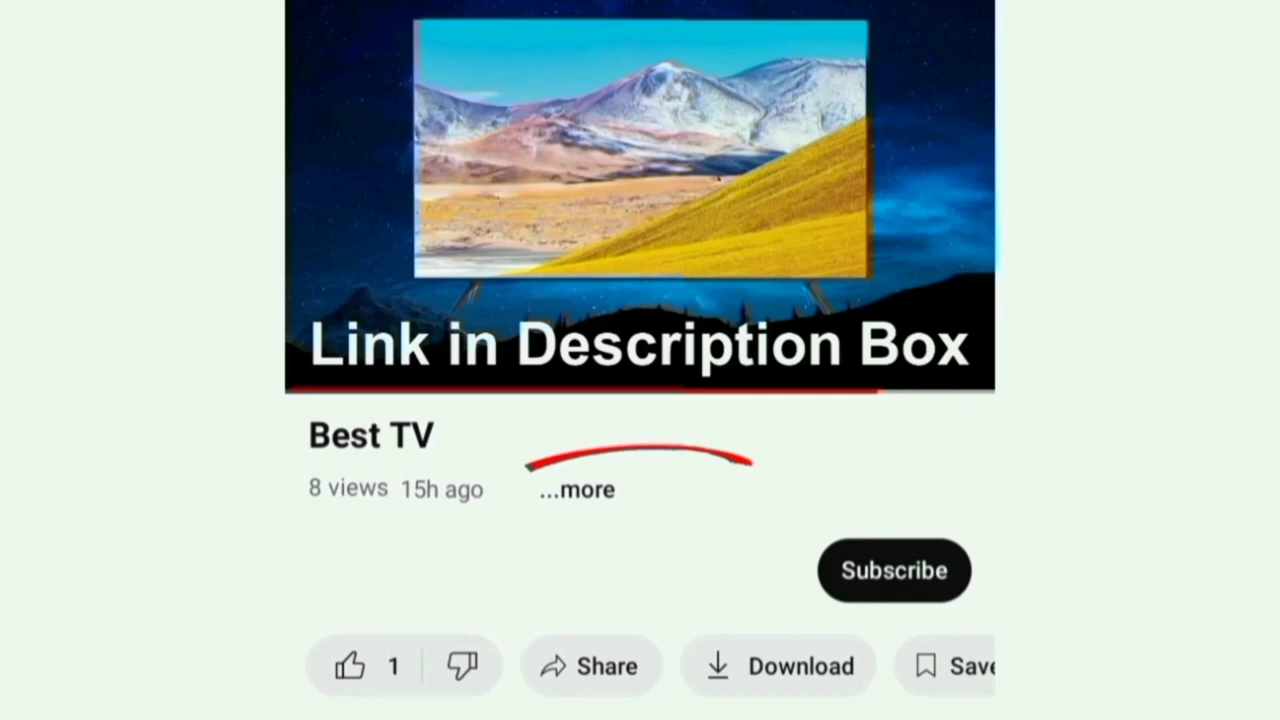 Link in Description Box
Best TV
8 views 15h ago ...more
Subscribe
1 Share Download Save